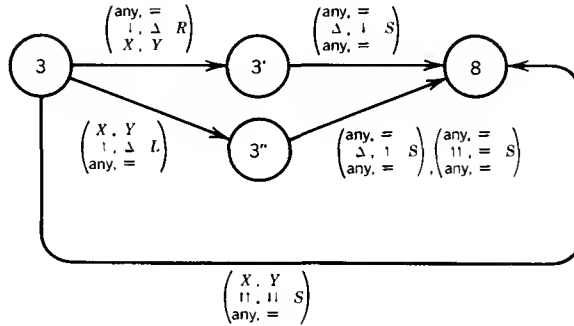 (any, =
↓, Δ R
X, Y)
(any, =
Δ, ↓ S
any, =)
3
3'
8
(X, Y
↑, Δ L
any, =)
3"
(any, =
Δ, ↑ S
any, =),
(any, =
↑↑, = S
any, =)
(X, Y
↑↑, ↓↓ S
any, =)